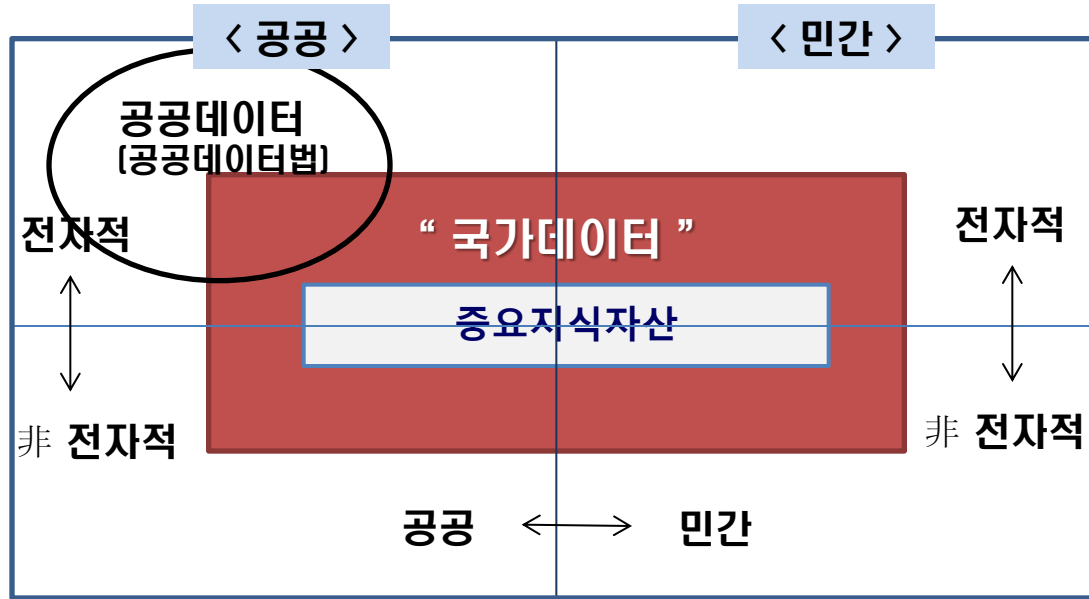 < 공공 >
< 민간 >
공공데이터
(공공데이터법)
전자적
“ 국가데이터 ”
전자적
중요지식자산
非 전자적
非 전자적
공공
민간